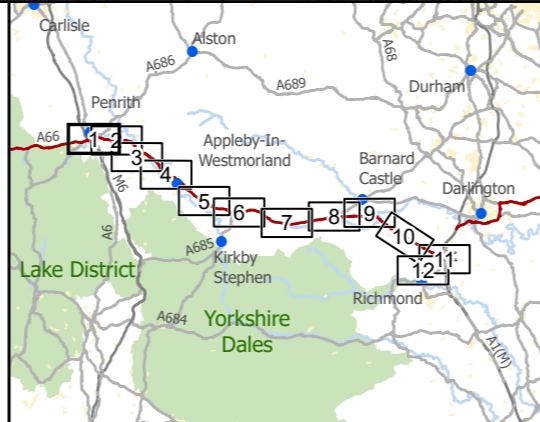 Carlisle
Alston
A686
A68
A689
Durham
Penrith
A66
1
2
3
4
5
6
7
8
9
10
11
12
Appleby-In-
Westmorland
Barnard
Castle
Darlington
M6
A6
A685
Kirkby
Stephen
Lake District
Richmond
A684
Yorkshire
Dales
A1(M)